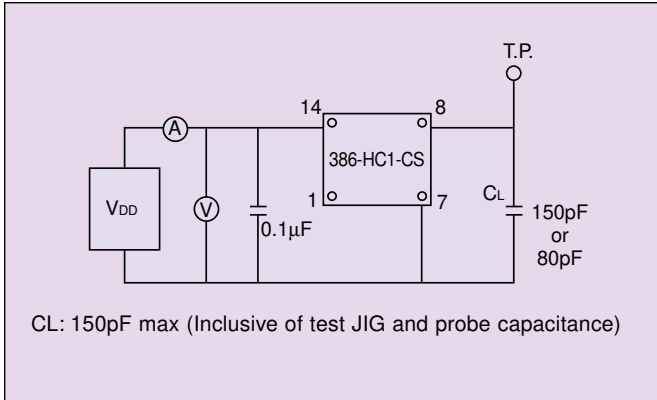 T.P.
14
8
A
386-HC1-CS
VDD
V
1
7
CL
0.1μF
150pF
or
80pF
CL: 150pF max (Inclusive of test JIG and probe capacitance)